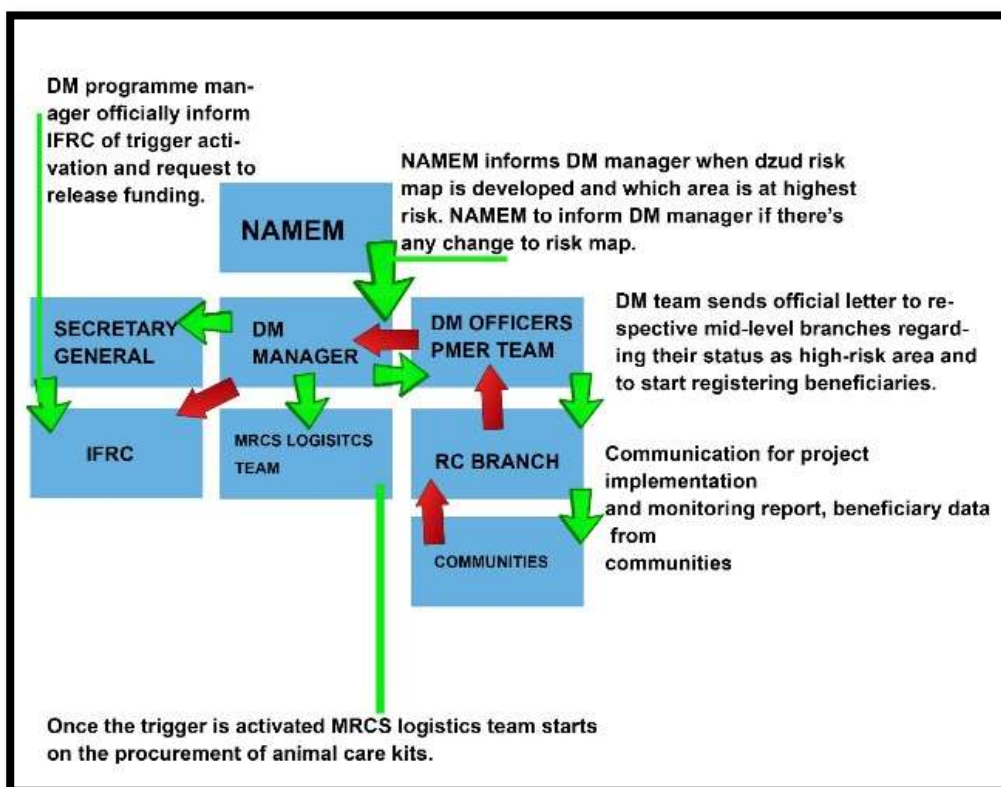 DM programme man-
ager officially inform
IFRC of trigger acti-
vation and request to
release funding.
NAMEM informs DM manager when dzud risk
map is developed and which area is at highest
risk. NAMEM to inform DM manager if there's
any change to risk map.
NAMEM
SECRETARY
GENERAL
DM
MANAGER
DM OFFICERS
PMER TEAM
DM team sends official letter to re-
spective mid-level branches regard-
ing their status as high-risk area and
to start registering beneficiaries.
IFRC
MRCS LOGISITCS
TEAM
RC BRANCH
Communication for project
implementation
and monitoring report, beneficiary data
from
communities
COMMUNITIES
Once the trigger is activated MRCS logistics team starts
on the procurement of animal care kits.